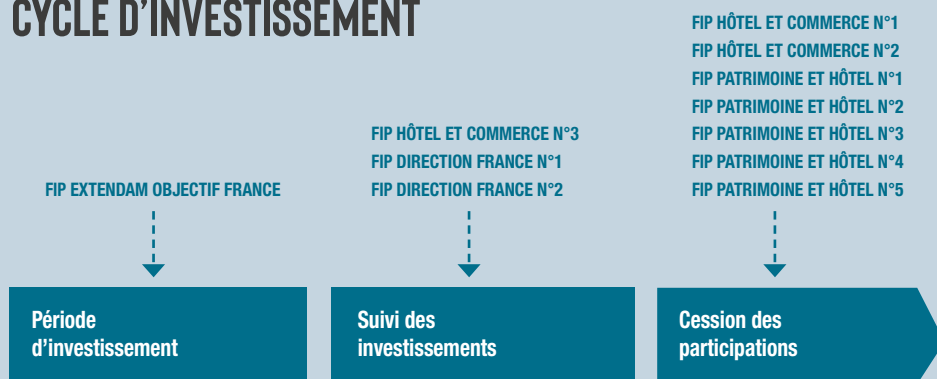 CYCLE D'INVESTISSEMENT
FIP EXTENDAM OBJECTIF FRANCE
FIP HÔTEL ET COMMERCE N°3
FIP DIRECTION FRANCE N°1
FIP DIRECTION FRANCE N°2
FIP HÔTEL ET COMMERCE N°1
FIP HÔTEL ET COMMERCE N°2
FIP PATRIMOINE ET HÔTEL N°1
FIP PATRIMOINE ET HÔTEL N°2
FIP PATRIMOINE ET HÔTEL N°3
FIP PATRIMOINE ET HÔTEL N°4
FIP PATRIMOINE ET HÔTEL N°5
Période
d'investissement
Suivi des
investissements
Cession des
participations